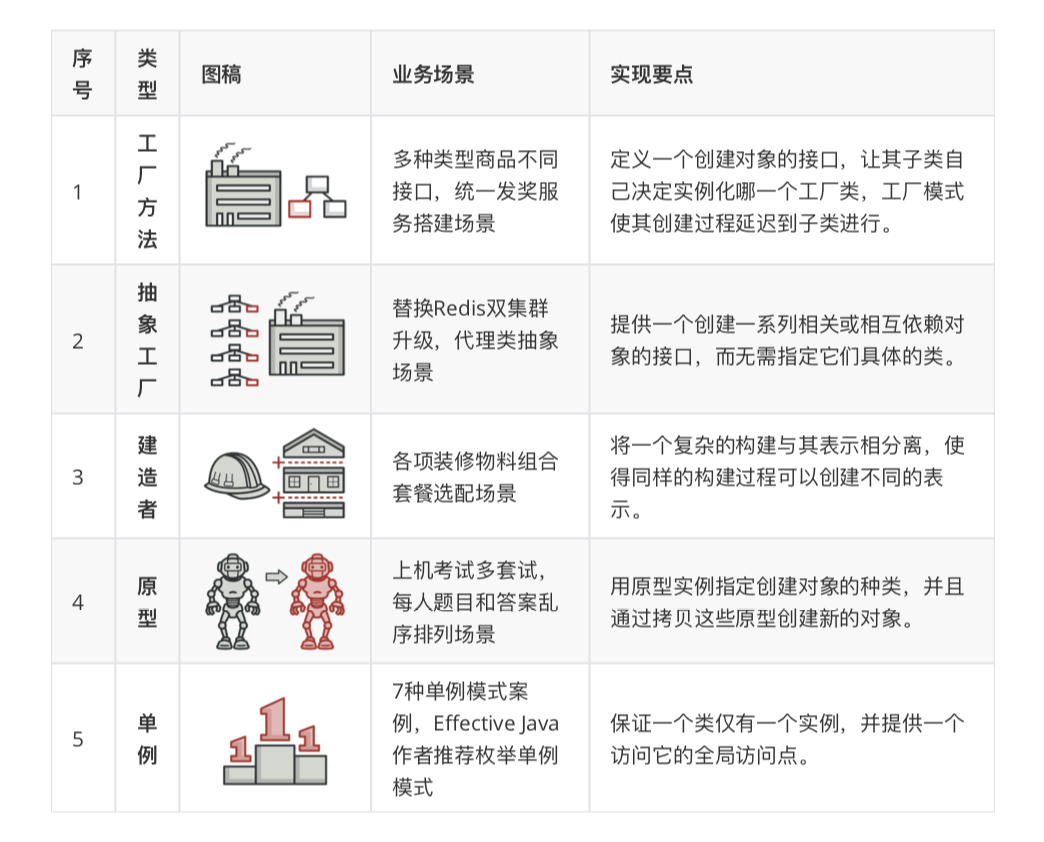 序号 类型 图稿 业务场景 实现要点
1 工厂方法
多种类型商品不同
接口，统一发奖服
务搭建场景
定义一个创建对象的接口，让其子类自
己决定实例化哪一个工厂类，工厂模式
使其创建过程延迟到子类进行。
2 抽象工厂
替换Redis双集群
升级，代理类抽象
场景
提供一个创建一系列相关或相互依赖对
象的接口，而无需指定它们具体的类。
3 建造者
各项装修物料组合
套餐选配场景
将一个复杂的构建与其表示相分离，使
得同样的构建过程可以创建不同的表
示。
4 原型
上机考试多套试，
每人题目和答案乱
序排列场景
用原型实例指定创建对象的种类，并且
通过拷贝这些原型创建新的对象。
5 单例
1 1 1
7种单例模式案
例，Effective Java
作者推荐枚举单例
模式
保证一个类仅有一个实例，并提供一个
访问它的全局访问点。